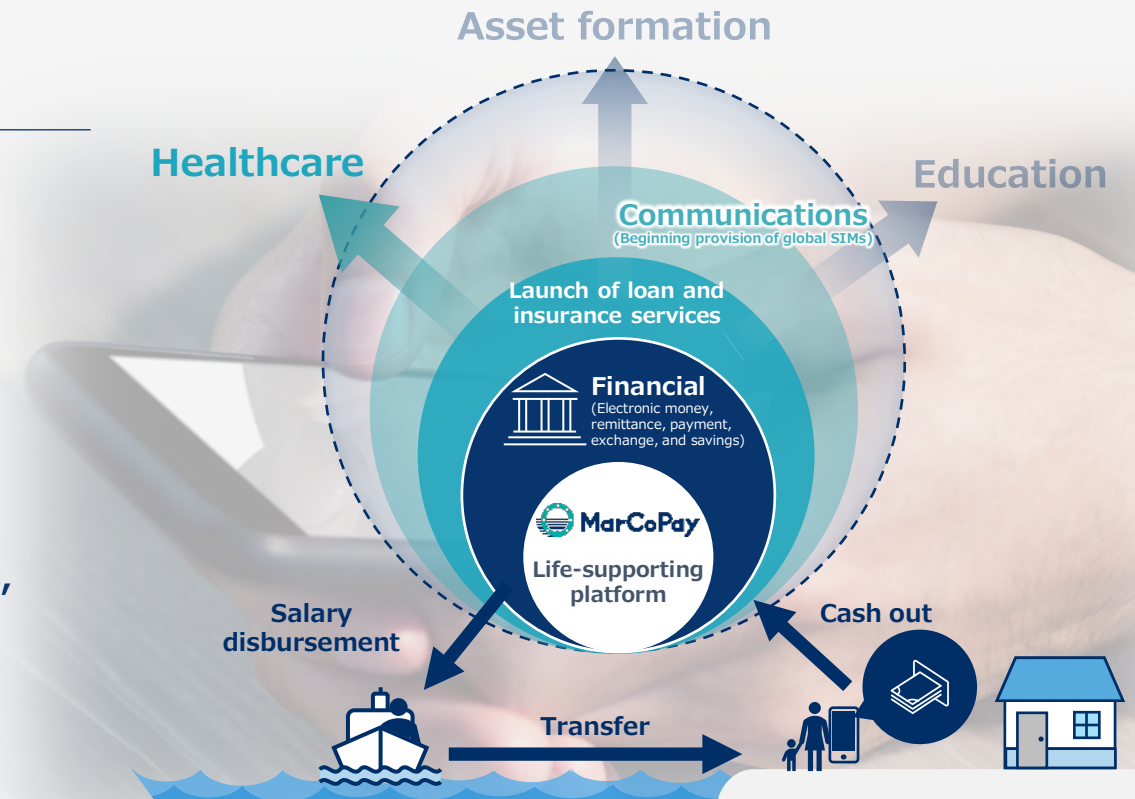 Asset formation
Healthcare
Education
Communications
(Beginning provision of global SIMs)
Launch of loan and
insurance services
Financial
(Electronic money,
remittance, payment,
exchange, and savings)
MarCoPay
Life-supporting
platform
,
Salary
disbursement
Cash out
Transfer